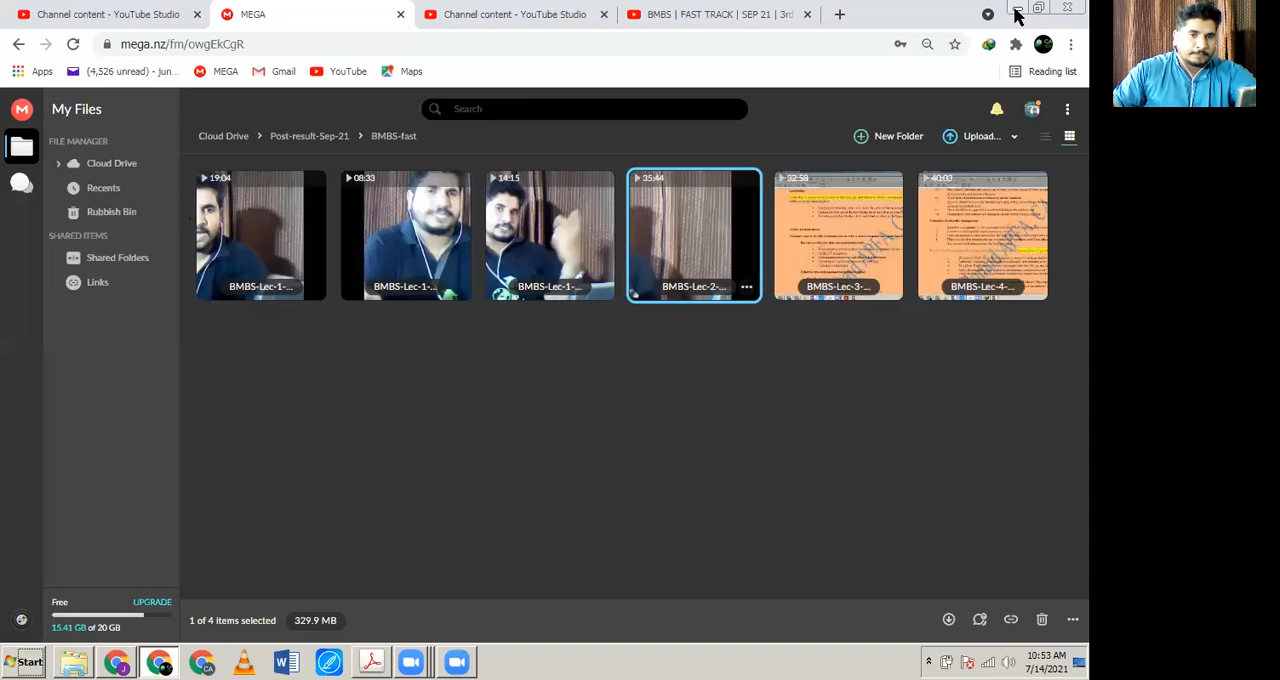 Channel content - YouTube Studio
MEGA
Channel content - YouTube Studio
BMBS | FAST TRACK | SEP 21 | 3rd
mega.nz/fm/owgEkCgR
Apps
(4,526 unread) - jun...
MEGA
Gmail
YouTube
Maps
Reading list
M
My Files
Search
FILE MANAGER
Cloud Drive > Post-result-Sep-21 > BMBS-fast
New Folder
Upload...
Cloud Drive
Recents
Rubbish Bin
SHARED ITEMS
Shared Folders
Links
19:04
08:33
14:15
35:44
32:58
40:03
BMBS-Lec-1-...
BMBS-Lec-1-...
BMBS-Lec-1-...
BMBS-Lec-2-...
BMBS-Lec-3-...
BMBS-Lec-4-...
Free
UPGRADE
15.41 GB of 20 GB
1 of 4 items selected
329.9 MB
Start
10:53 AM
7/14/2021